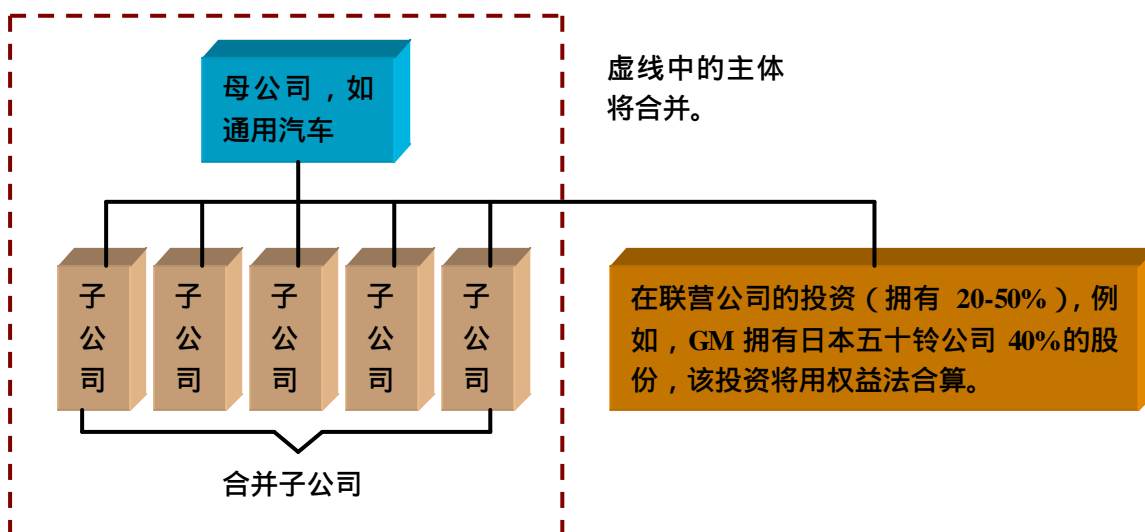 母公司，如
通用汽车
虚线中的主体
将合并。
子公司
子公司
子公司
子公司
子公司
在联营公司的投资（拥有 20-50%），例
如，GM 拥有日本五十铃公司 40%的股
份，该投资将用权益法合算。
合并子公司